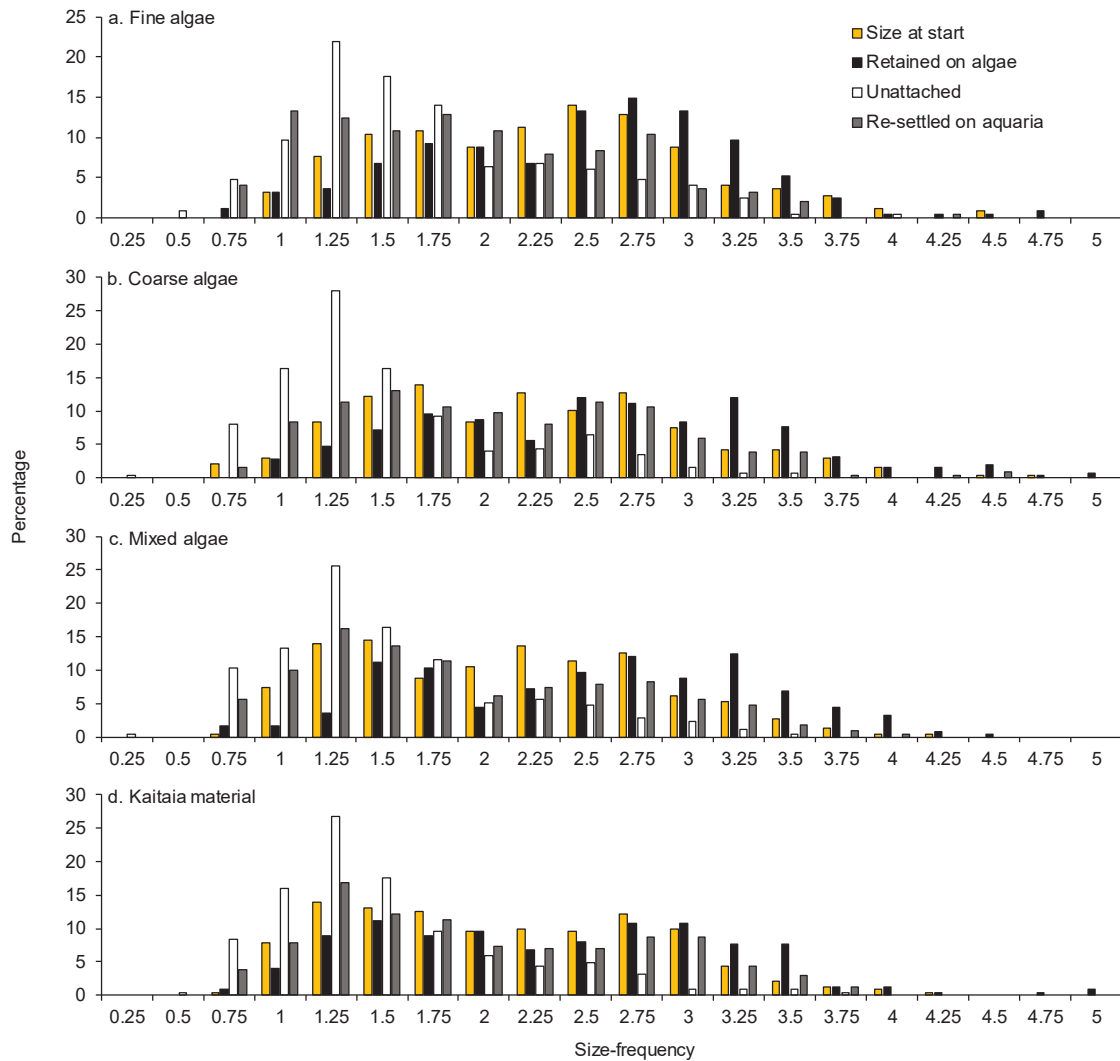 a. Fine algae
Size at start
Retained on algae
Unattached
Re-settled on aquaria
25
20
15
10
5
0
0.25 0.5 0.75 1 1.25 1.5 1.75 2 2.25 2.5 2.75 3 3.25 3.5 3.75 4 4.25 4.5 4.75 5
b. Coarse algae
30
25
20
15
10
5
0
0.25 0.5 0.75 1 1.25 1.5 1.75 2 2.25 2.5 2.75 3 3.25 3.5 3.75 4 4.25 4.5 4.75 5
Percentage
c. Mixed algae
30
25
20
15
10
5
0
0.25 0.5 0.75 1 1.25 1.5 1.75 2 2.25 2.5 2.75 3 3.25 3.5 3.75 4 4.25 4.5 4.75 5
d. Kaitaia material
30
25
20
15
10
5
0
0.25 0.5 0.75 1 1.25 1.5 1.75 2 2.25 2.5 2.75 3 3.25 3.5 3.75 4 4.25 4.5 4.75 5
Size-frequency